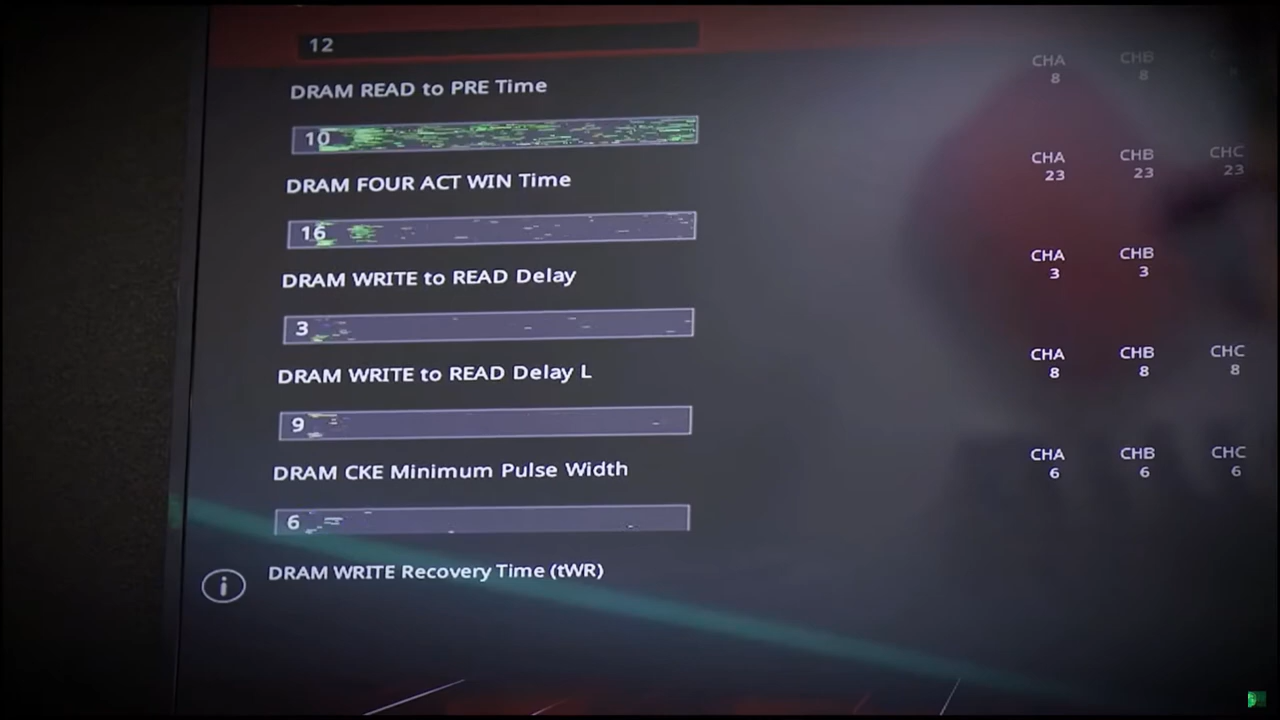 12
CHA CHB
8 8
DRAM READ to PRE Time
10
CHA CHB CHC
23 23 23
DRAM FOUR ACT WIN Time
16
CHA CHB
3 3
DRAM WRITE to READ Delay
3
CHA CHB CHC
8 8 8
DRAM WRITE to READ Delay L
9
CHA CHB CHC
6 6 6
DRAM CKE Minimum Pulse Width
6
DRAM WRITE Recovery Time (tWR)